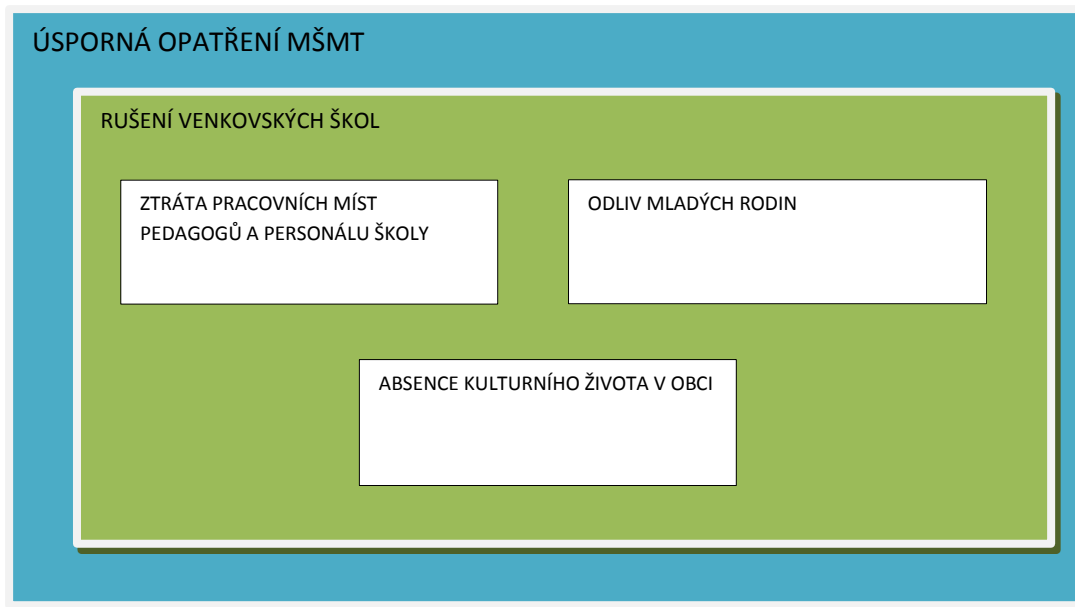 ÚSPORNÁ OPATŘENÍ MŠMT
RUŠENÍ VENKOVSKÝCH ŠKOL
ZTRÁTA PRACOVNÍCH MÍST
PEDAGOGŮ A PERSONÁLU ŠKOLY
ODLIV MLADÝCH RODIN
ABSENCE KULTURNÍHO ŽIVOTA V OBCI